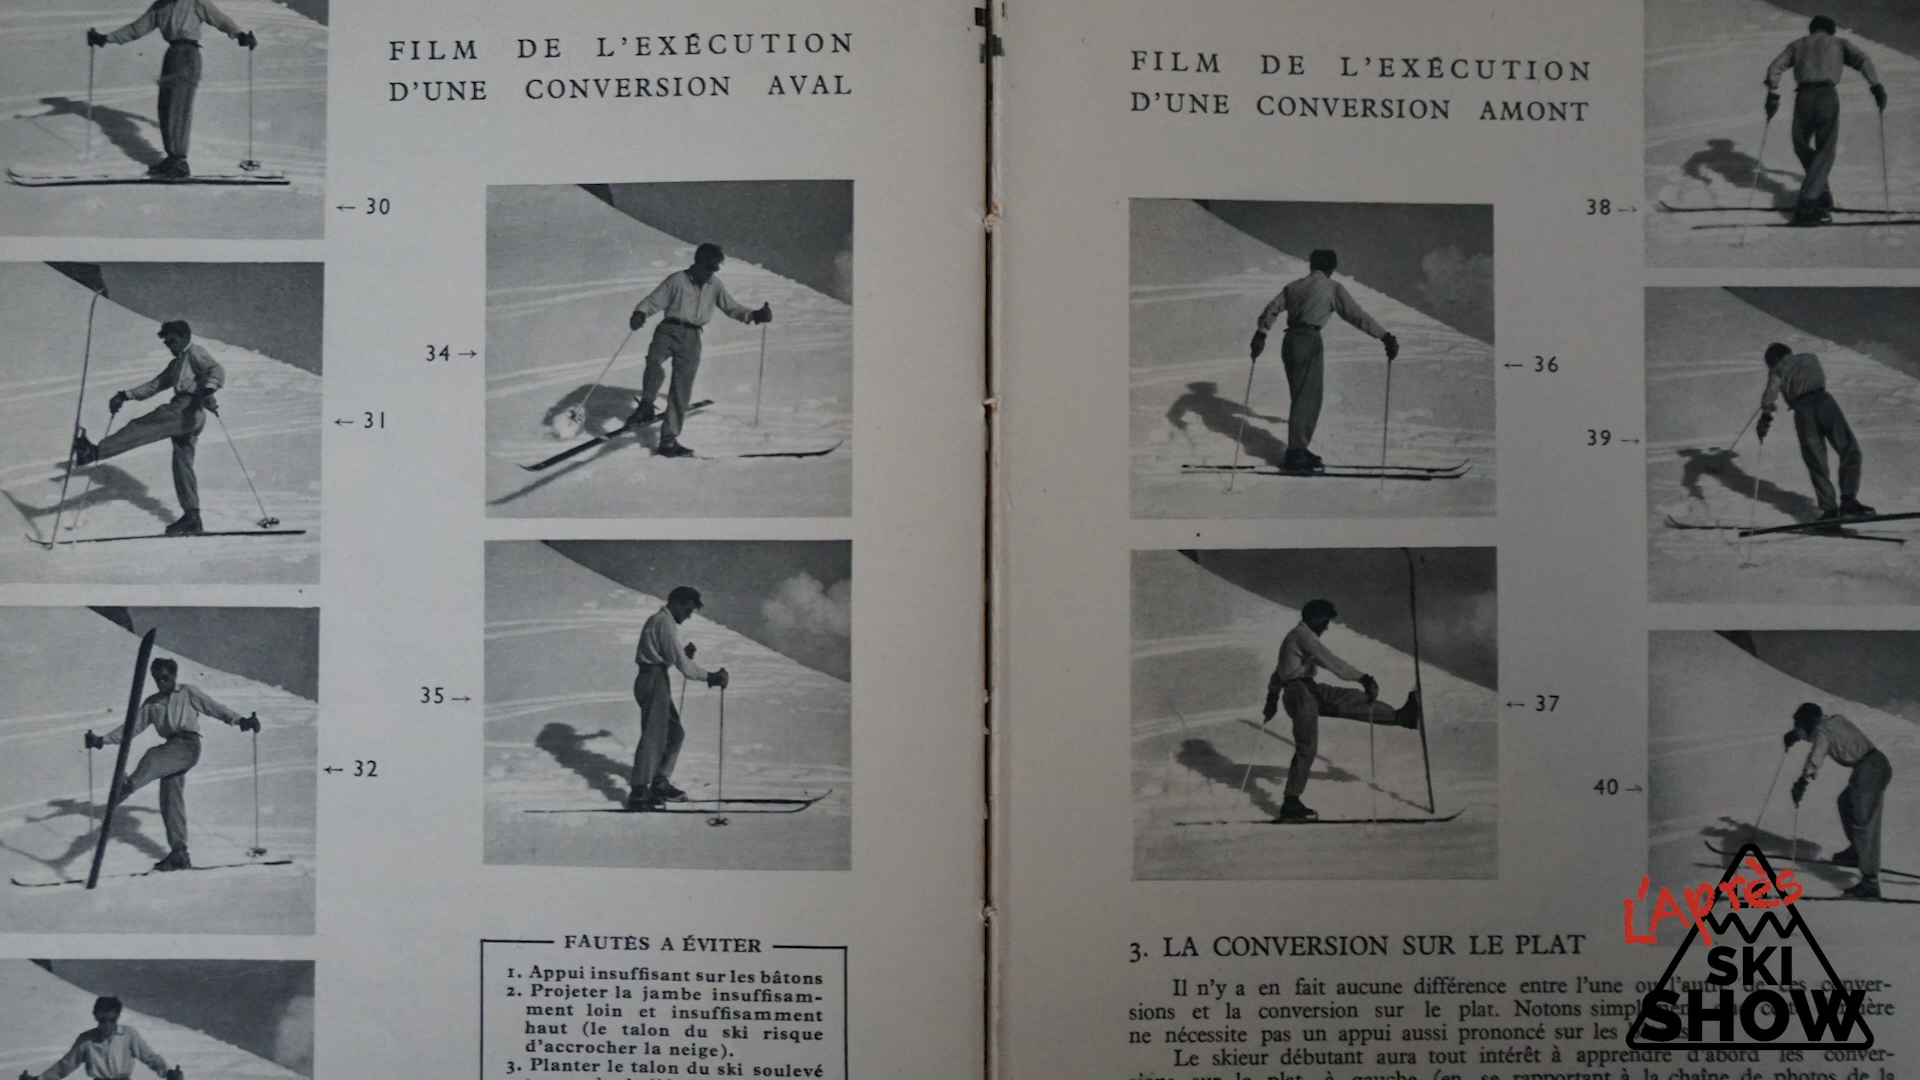 FILM DE L'EXÉCUTION
D'UNE CONVERSION AVAL
← 30
← 31
← 32
34 →
35 →
FAUTES A ÉVITER
1. Appui insuffisant sur les bâtons
2. Projeter la jambe insuffisam-
ment loin et insuffisamment
haut (le talon du ski risque
d'accrocher la neige).
3. Planter le talon du ski soulevé
FILM DE L'EXÉCUTION
D'UNE CONVERSION AMONT
← 36
← 37
38 →
39 →
40 →
3. LA CONVERSION SUR LE PLAT
Il n'y a en fait aucune différence entre l'une ou l'autre de ces conver-
sions et la conversion sur le plat. Notons
ne nécessite pas un appui aussi prononcé sur les
Le skieur débutant aura tout intérêt à apprendre d'abord les conver-
L'Après
LE
SKI
SHOW